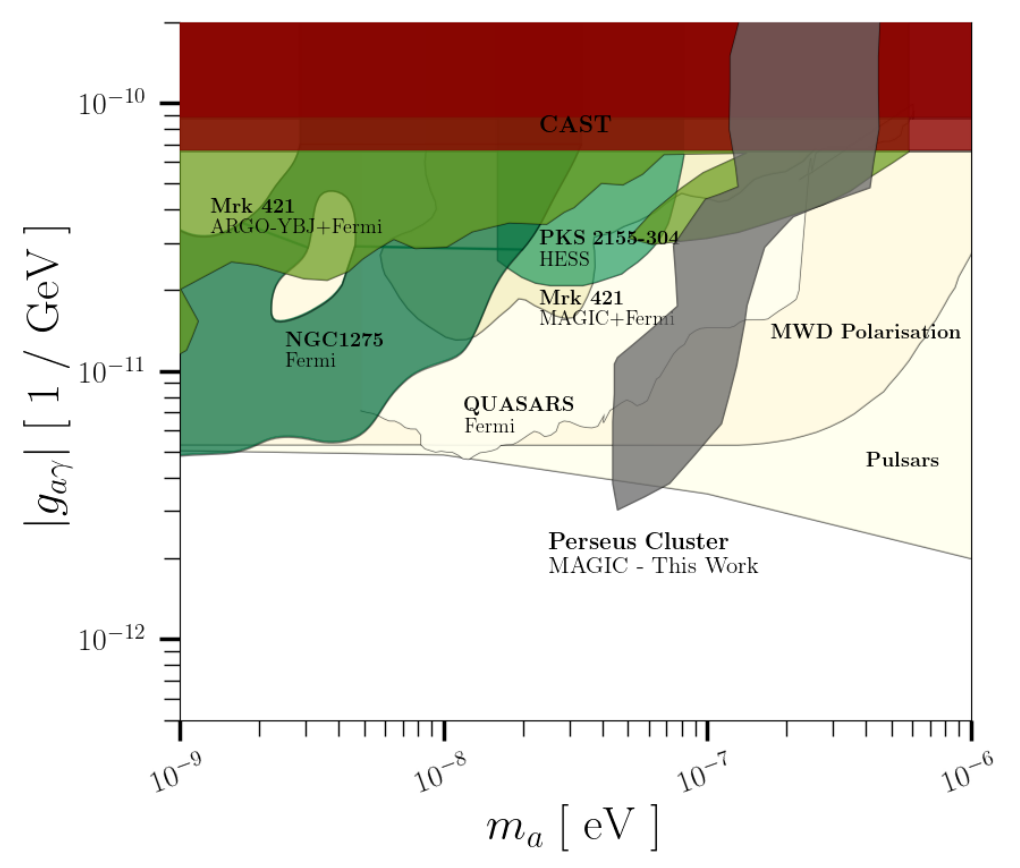 10⁻¹⁰
10⁻¹¹
10⁻¹²
|g_{aγ}| [ 1 / GeV ]
CAST
Mrk 421
ARGO-YBJ+Fermi
PKS 2155-304
HESS
Mrk 421
MAGIC+Fermi
NGC1275
Fermi
MWD Polarisation
QUASARS
Fermi
Pulsars
Perseus Cluster
MAGIC - This Work
10⁻⁹
10⁻⁸
10⁻⁷
10⁻⁶
m_a [ eV ]